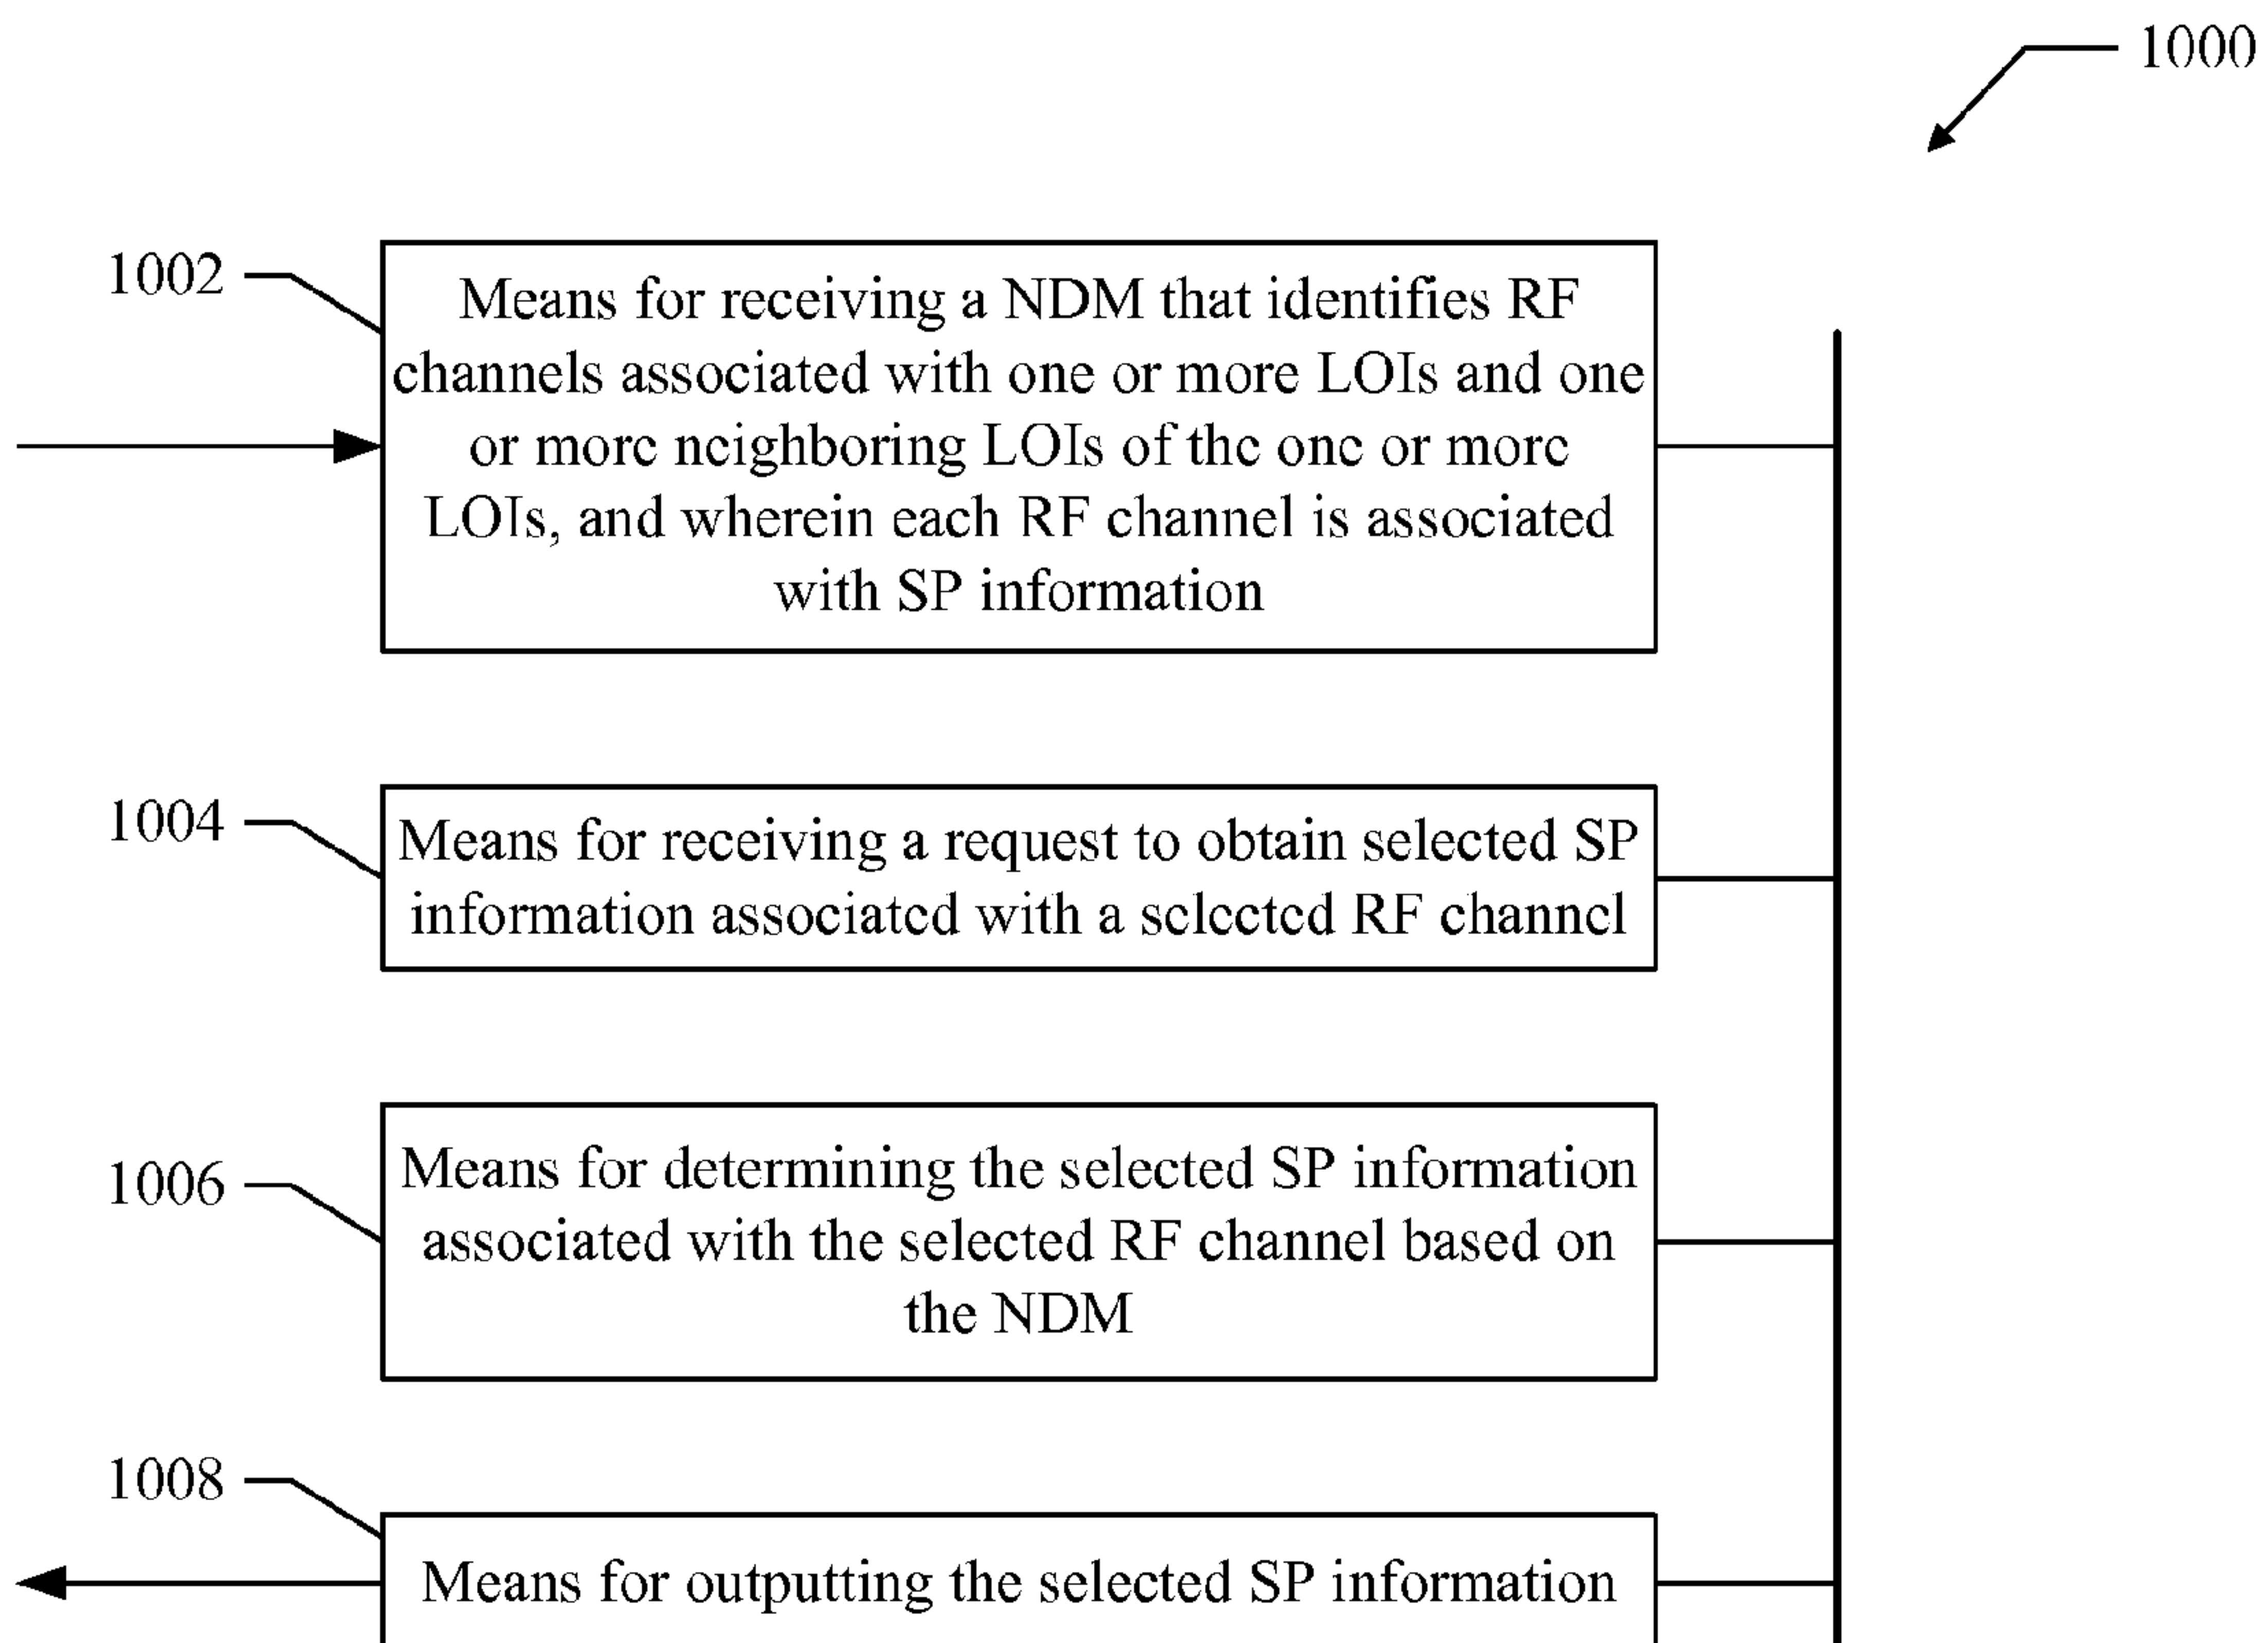 1000
1002
Means for receiving a NDM that identifies RF
channels associated with one or more LOIs and one
or more neighboring LOIs of the one or more
LOIs, and wherein each RF channel is associated
with SP information
1004
Means for receiving a request to obtain selected SP
information associated with a selected RF channel
1006
Means for determining the selected SP information
associated with the selected RF channel based on
the NDM
1008
Means for outputting the selected SP information